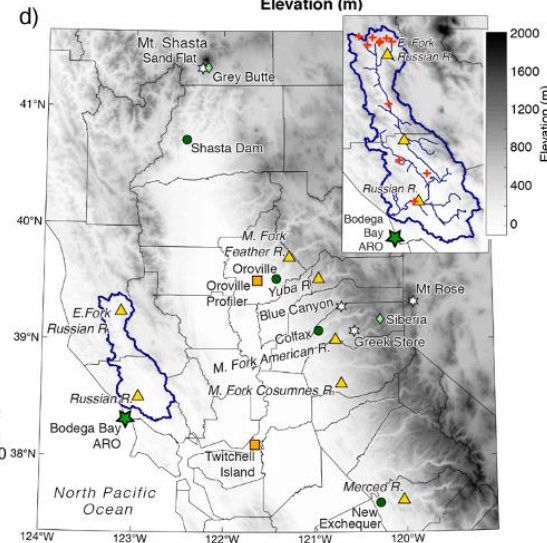 Elevation (m)
d)
Mt. Shasta
Sand Flat
Grey Butte
Shasta Dam
41°N
40°N
39°N
38°N
0
M. Fork
Feather R.
Oroville
Oroville
Profiler
Yuba R.
Blue Canyon
Mt Rose
Siberia
Colfax
Greek Store
M. Fork American R.
M. Fork Cosumnes R.
E.Fork
Russian R.
Russian R.
Bodega Bay
ARO
Twitchell
Island
North Pacific
Ocean
Merced R.
New
Exchequer
124°W
123°W
122°W
121°W
120°W
E. Fork
Russian R.
Russian R.
Bodega
Bay
ARO
2000
1600
1200
800
400
0
Elevation (m)